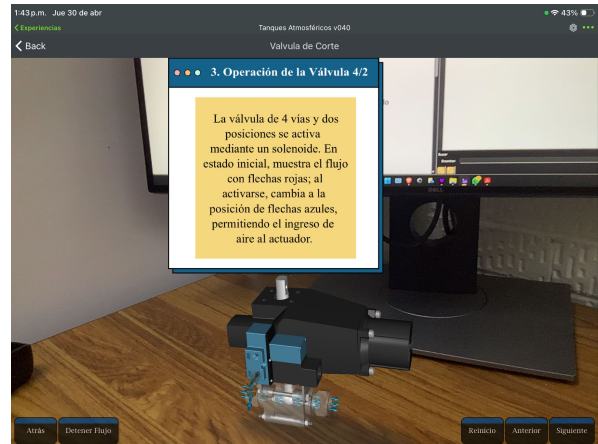 1:43 p.m. Jue 30 de abr
43%
Experiencias
Tanques Atmosféricos v040
Back
Valvula de Corte
3. Operación de la Válvula 4/2
La válvula de 4 vías y dos
posiciones se activa
mediante un solenoide. En
estado inicial, muestra el flujo
con flechas rojas; al
activarse, cambia a la
posición de flechas azules,
permitiendo el ingreso de
aire al actuador.
DELL
Atrás
Detener Flujo
Reinicio
Anterior
Siguiente